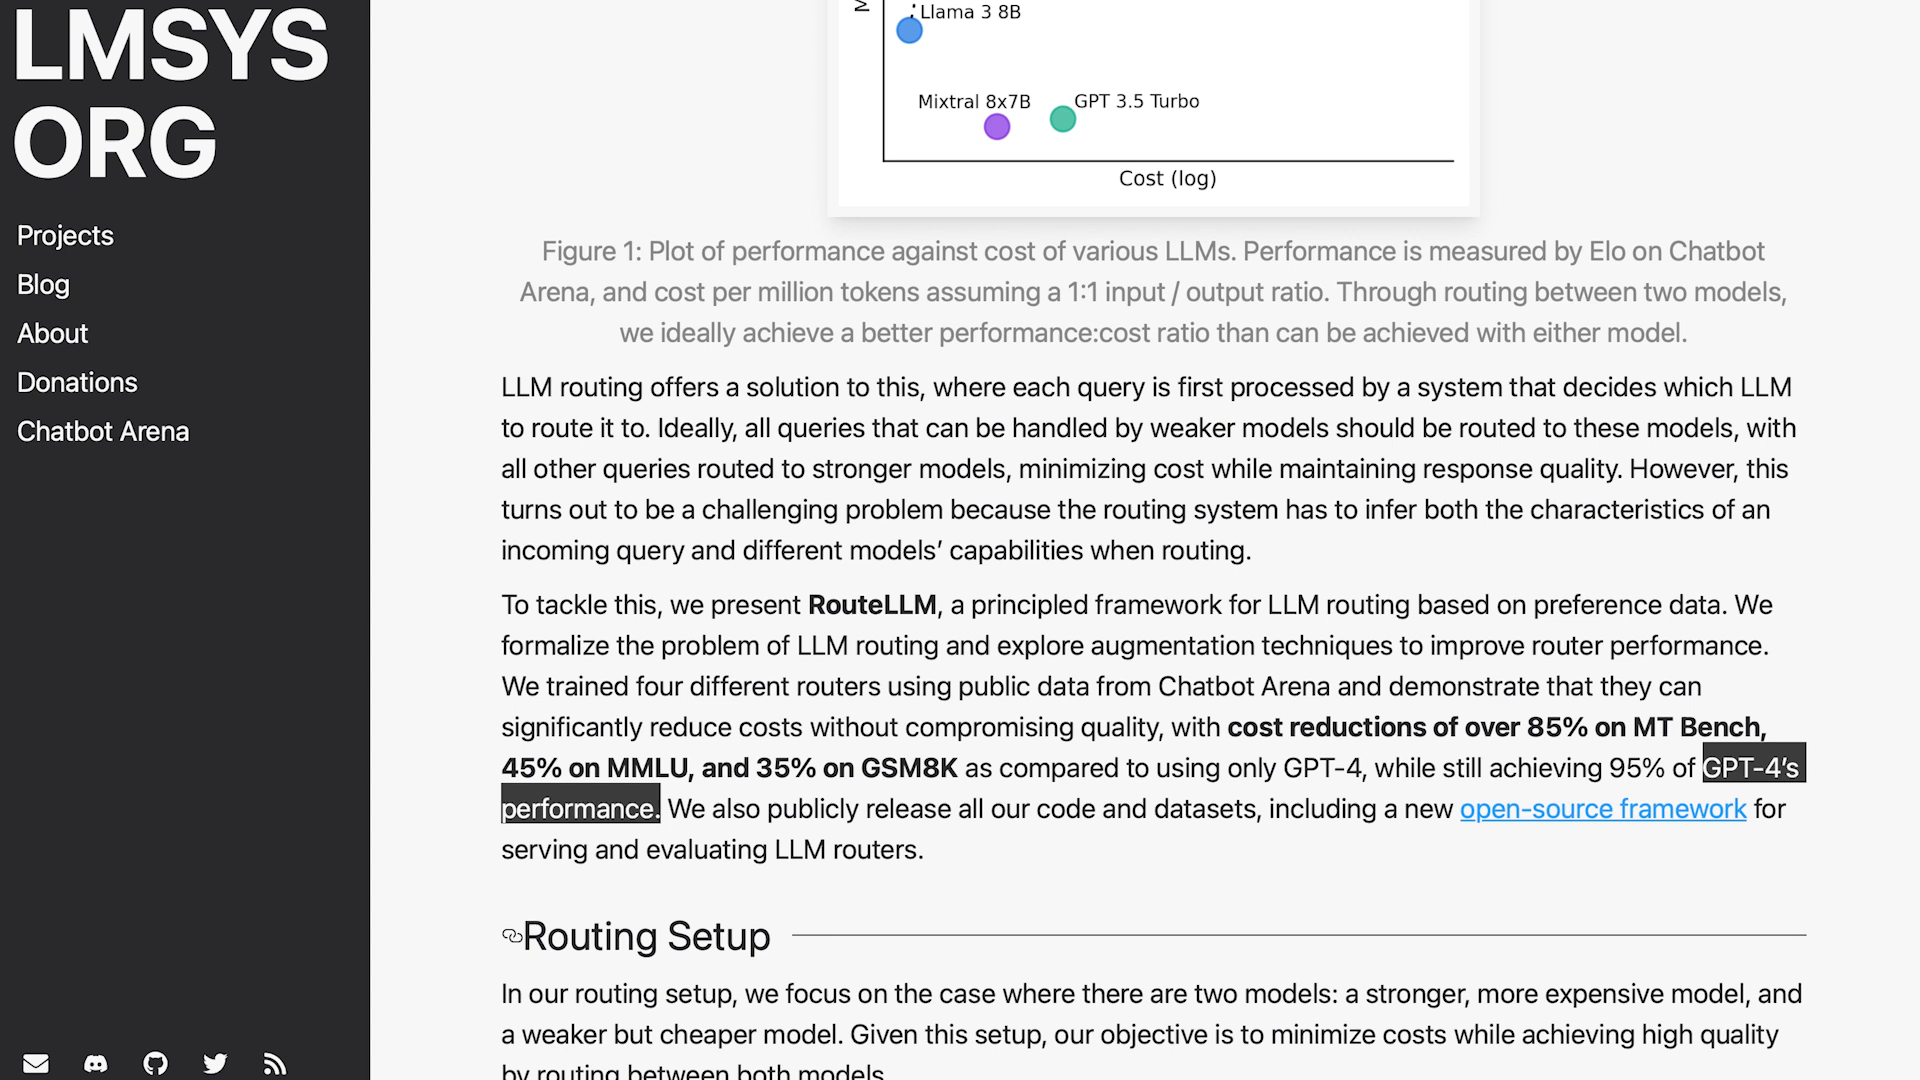 LMSYS
ORG
Projects
Blog
About
Donations
Chatbot Arena
Llama 3 8B
Mixtral 8x7B
GPT 3.5 Turbo
Cost (log)
Figure 1: Plot of performance against cost of various LLMs. Performance is measured by Elo on Chatbot
Arena, and cost per million tokens assuming a 1:1 input / output ratio. Through routing between two models,
we ideally achieve a better performance:cost ratio than can be achieved with either model.
LLM routing offers a solution to this, where each query is first processed by a system that decides which LLM
to route it to. Ideally, all queries that can be handled by weaker models should be routed to these models, with
all other queries routed to stronger models, minimizing cost while maintaining response quality. However, this
turns out to be a challenging problem because the routing system has to infer both the characteristics of an
incoming query and different models’ capabilities when routing.
To tackle this, we present RouteLLM, a principled framework for LLM routing based on preference data. We
formalize the problem of LLM routing and explore augmentation techniques to improve router performance.
We trained four different routers using public data from Chatbot Arena and demonstrate that they can
significantly reduce costs without compromising quality, with cost reductions of over 85% on MT Bench,
45% on MMLU, and 35% on GSM8K as compared to using only GPT-4, while still achieving 95% of GPT-4’s
performance. We also publicly release all our code and datasets, including a new open-source framework for
serving and evaluating LLM routers.
Routing Setup
In our routing setup, we focus on the case where there are two models: a stronger, more expensive model, and
a weaker but cheaper model. Given this setup, our objective is to minimize costs while achieving high quality
by routing between both models.